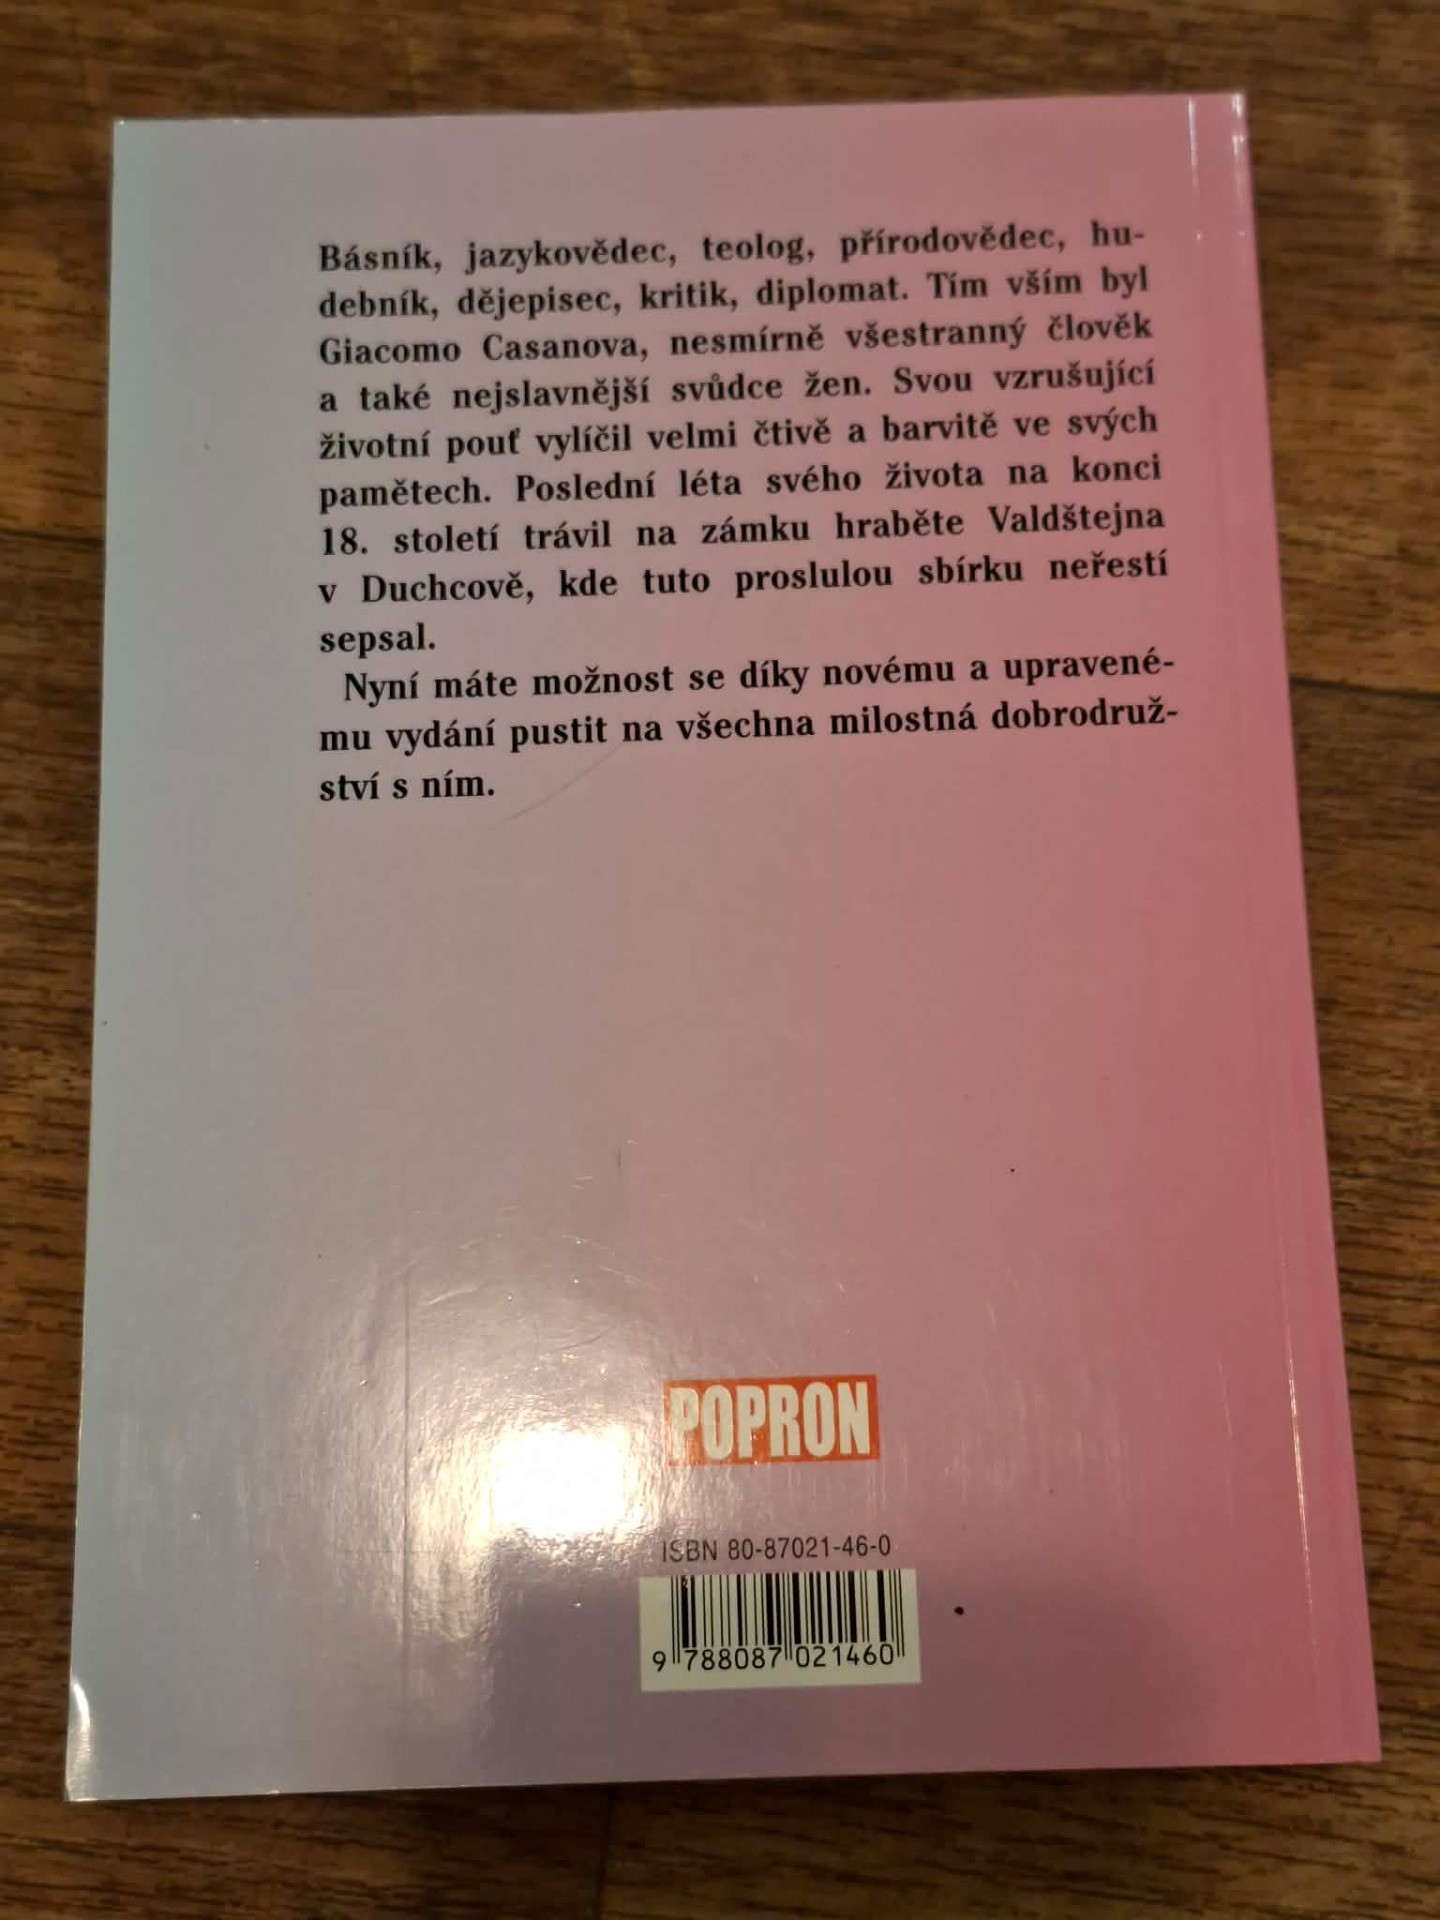 Básník, jazykovědec, teolog, přírodovědec, hu-
debník, dějepisec, kritik, diplomat. Tím vším byl
Giacomo Casanova, nesmírně všestranný člověk
a také nejslavnější svůdce žen. Svou vzrušující
životní pouť vylíčil velmi čtivě a barvitě ve svých
pamětech. Poslední léta svého života na konci
18. století trávil na zámku hraběte Valdštejna
v Duchcově, kde tuto proslulou sbírku neřestí
sepsal.
Nyní máte možnost se díky novému a upravené-
mu vydání pustit na všechna milostná dobrodruž-
ství s ním.
POPRON
ISBN 80-87021-46-0
9 788087 021460